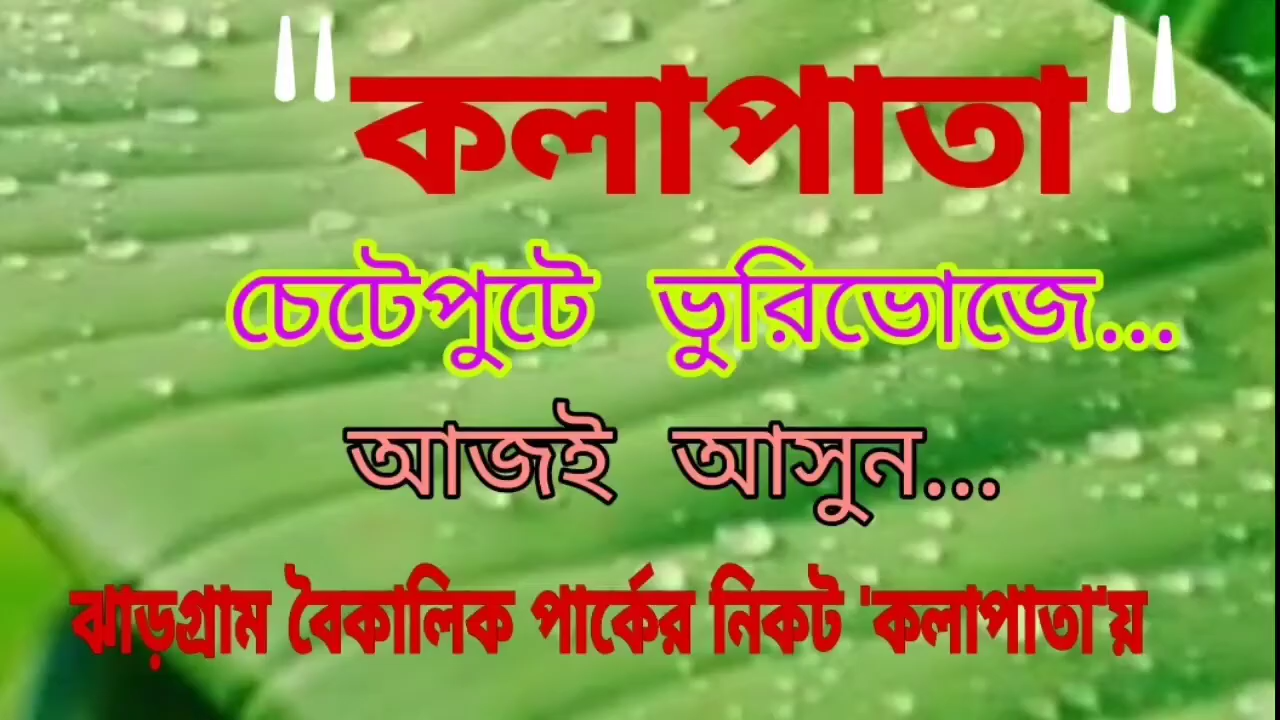 "কলাপাতা"
চেটেপুটে ভুরিভোজে...
আজই আসুন...
ঝাড়গ্রাম বৈকালিক পার্কের নিকট 'কলাপাতা'য়